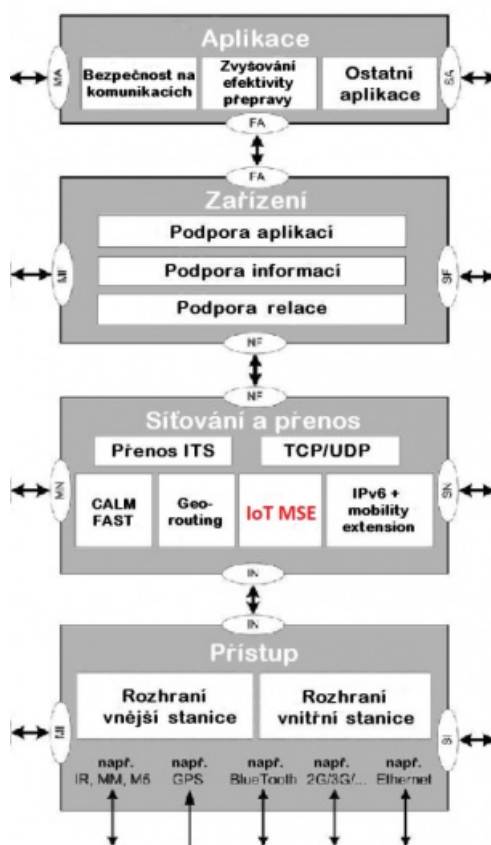 Aplikace
MA
Bezpečnost na
komunikacích
Zvyšování
efektivity
přepravy
Ostatní
aplikace
SA
FA
FA
Zařízení
Podpora aplikací
MF
Podpora informací
SF
Podpora relace
NF
NF
Síťování a přenos
Přenos ITS
TCP/UDP
MN
CALM
FAST
Geo-
routing
IoT MSE
IPv6 +
mobility
extension
SN
IN
IN
Přístup
Rozhraní
vnější stanice
Rozhraní
vnitřní stanice
MI
SI
např.
IR, MM, M5
např.
GPS
např.
BlueTooth
např.
2G/3G/...
např.
Ethernet